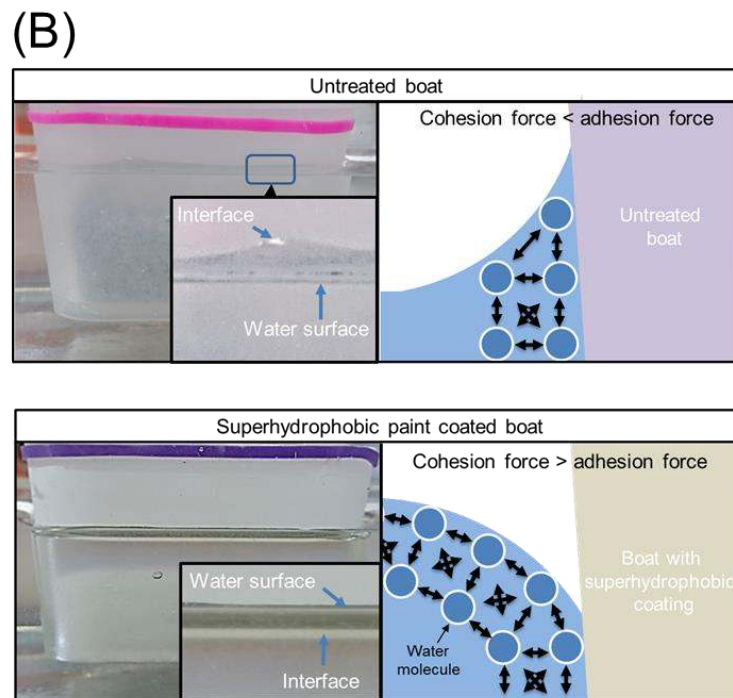 (B)
Untreated boat
Interface
Water surface
Cohesion force < adhesion force
Untreated
boat
Superhydrophobic paint coated boat
Water surface
Interface
Cohesion force > adhesion force
Boat with
superhydrophobic
coating
Water
molecule